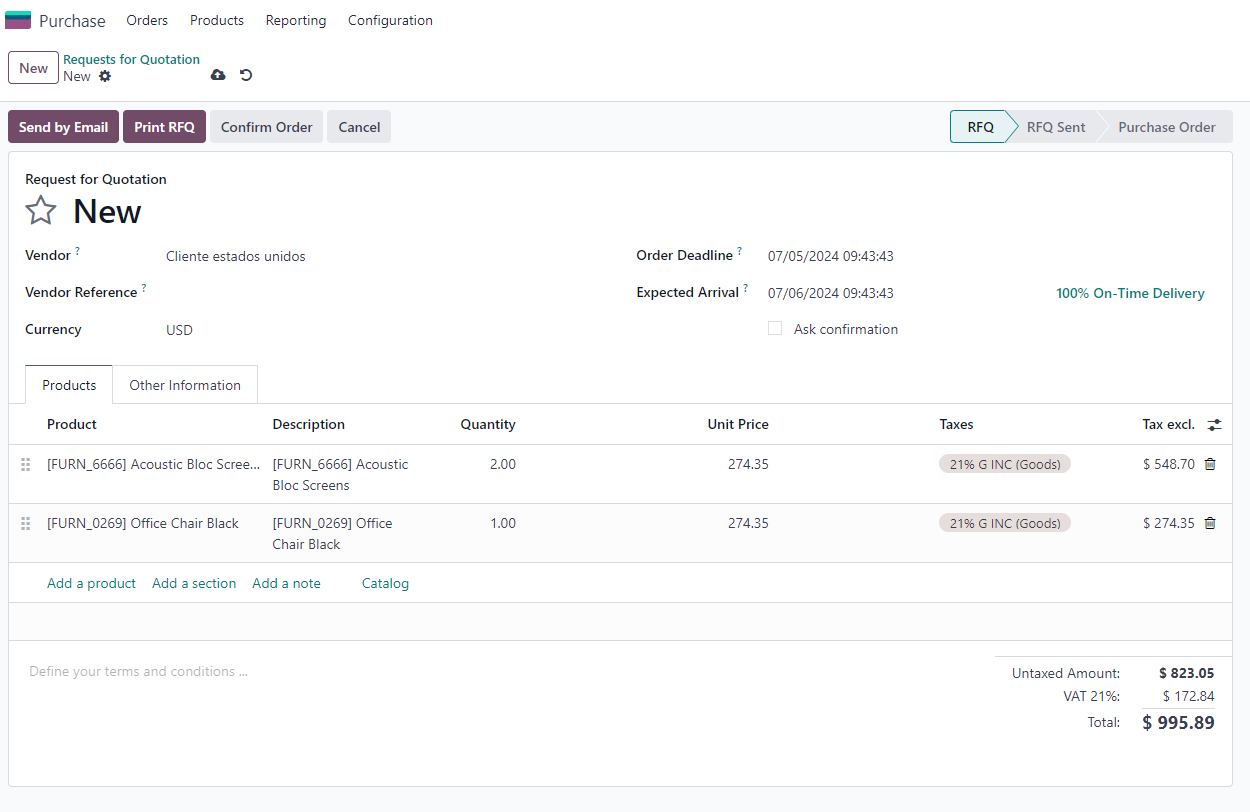 Purchase Orders Products Reporting Configuration
New Requests for Quotation
New
Send by Email Print RFQ Confirm Order Cancel RFQ RFQ Sent Purchase Order
Request for Quotation
New
Vendor ? Cliente estados unidos Order Deadline ? 07/05/2024 09:43:43
Vendor Reference ? Expected Arrival ? 07/06/2024 09:43:43 100% On-Time Delivery
Currency USD Ask confirmation
Products Other Information
Product Description Quantity Unit Price Taxes Tax excl.
[FURN_6666] Acoustic Bloc Scree... [FURN_6666] Acoustic 2.00 274.35 21% G INC (Goods) $ 548.70
Bloc Screens
[FURN_0269] Office Chair Black [FURN_0269] Office 1.00 274.35 21% G INC (Goods) $ 274.35
Chair Black
Add a product Add a section Add a note Catalog
Define your terms and conditions ... Untaxed Amount: $ 823.05
VAT 21%: $ 172.84
Total: $ 995.89